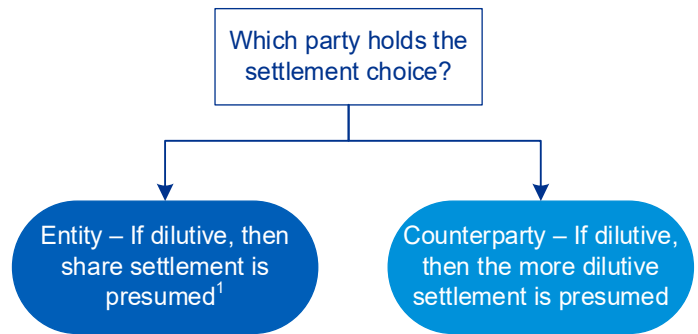 Which party holds the
settlement choice?
Entity – If dilutive, then
share settlement is
presumed¹
Counterparty – If dilutive,
then the more dilutive
settlement is presumed